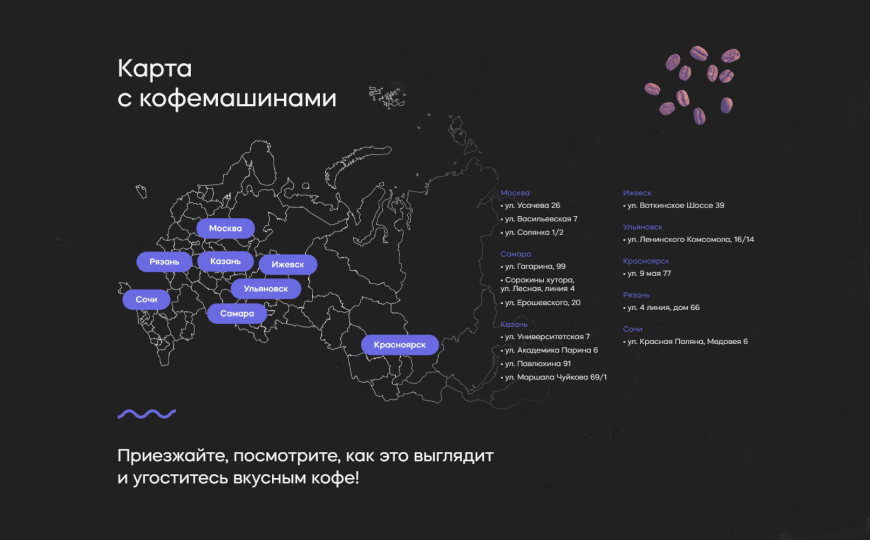 Карта
с кофемашинами
Москва
Рязань
Казань
Ижевск
Ульяновск
Сочи
Самара
Красноярск
Москва
• ул. Усачева 26
• ул. Васильевская 7
• ул. Солянка 1/2
Самара
• ул. Гагарина, 99
• Сорокины хутора,
ул. Лесная, линия 4
• ул. Ерошевского, 20
Казань
• ул. Университетская 7
• ул. Академика Парина 6
• ул. Павлюхина 91
• ул. Маршала Чуйкова 69/1
Ижевск
• ул. Воткинское Шоссе 39
Ульяновск
• ул. Ленинского Комсомола, 16/14
Красноярск
• ул. 9 мая 77
Рязань
• ул. 4 линия, дом 66
Сочи
• ул. Красная Поляна, Медовея 6
Приезжайте, посмотрите, как это выглядит
и угоститесь вкусным кофе!